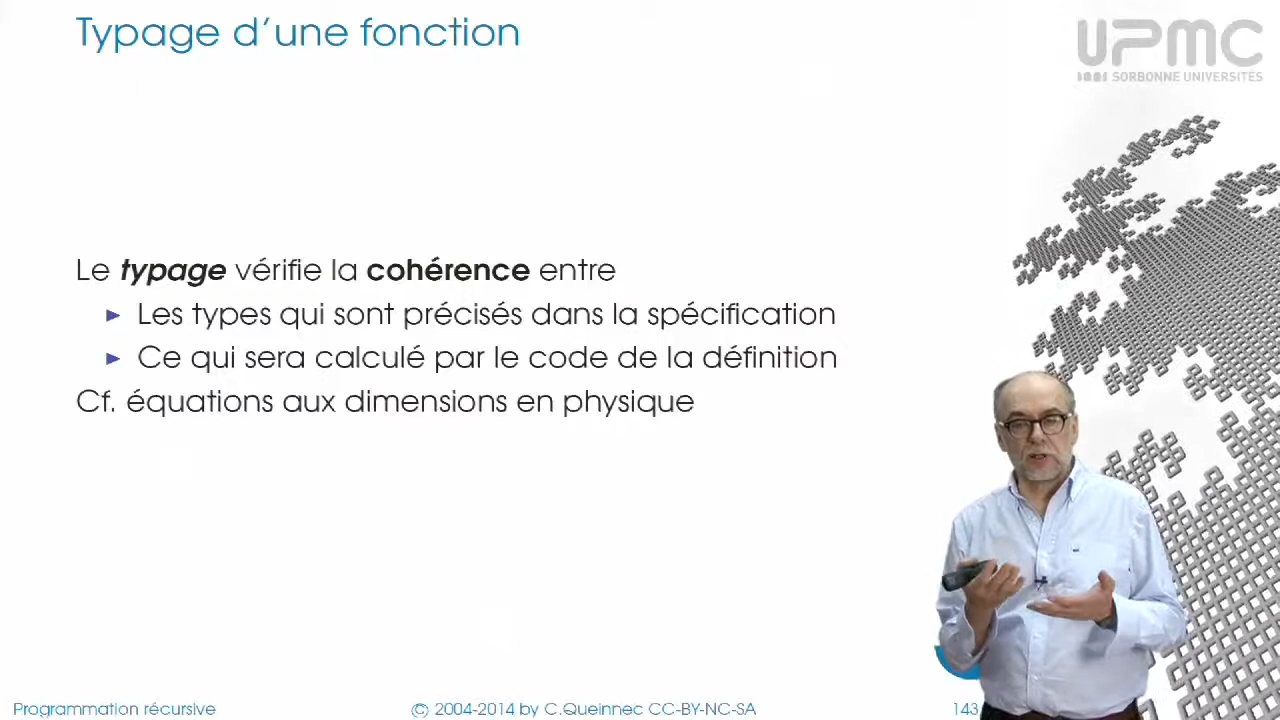 Typage d'une fonction
UPMC
SORBONNE UNIVERSITÉS
Le typage vérifie la cohérence entre
► Les types qui sont précisés dans la spécification
► Ce qui sera calculé par le code de la définition
Cf. équations aux dimensions en physique
Programmation récursive
© 2004-2014 by C.Queinnec CC-BY-NC-SA
143